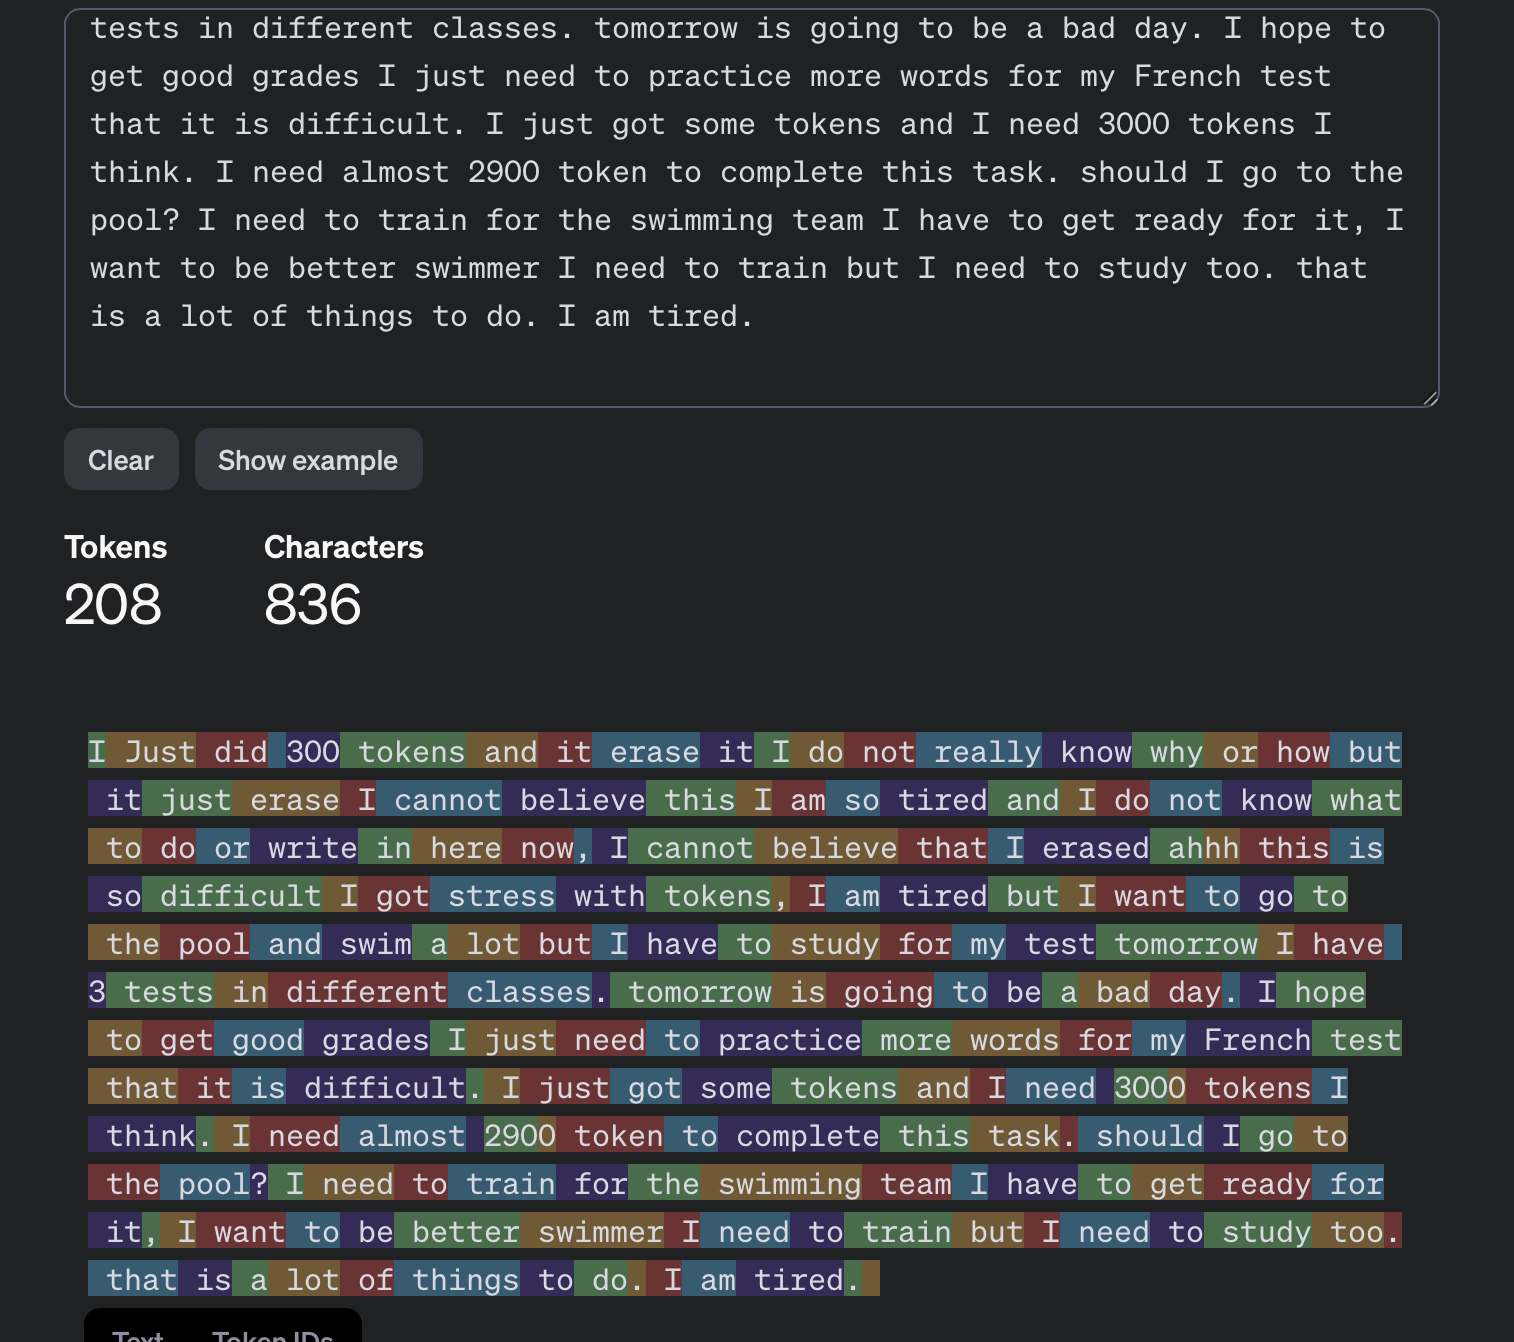 tests in different classes. tomorrow is going to be a bad day. I hope to
get good grades I just need to practice more words for my French test
that it is difficult. I just got some tokens and I need 3000 tokens I
think. I need almost 2900 token to complete this task. should I go to the
pool? I need to train for the swimming team I have to get ready for it, I
want to be better swimmer I need to train but I need to study too. that
is a lot of things to do. I am tired.
Clear Show example
Tokens Characters
208 836
I Just did 300 tokens and it erase it I do not really know why or how but
it just erase I cannot believe this I am so tired and I do not know what
to do or write in here now, I cannot believe that I erased ahhh this is
so difficult I got stress with tokens, I am tired but I want to go to
the pool and swim a lot but I have to study for my test tomorrow I have
3 tests in different classes. tomorrow is going to be a bad day. I hope
to get good grades I just need to practice more words for my French test
that it is difficult. I just got some tokens and I need 3000 tokens I
think. I need almost 2900 token to complete this task. should I go to
the pool? I need to train for the swimming team I have to get ready for
it, I want to be better swimmer I need to train but I need to study too.
that is a lot of things to do. I am tired.
Text Token IDs